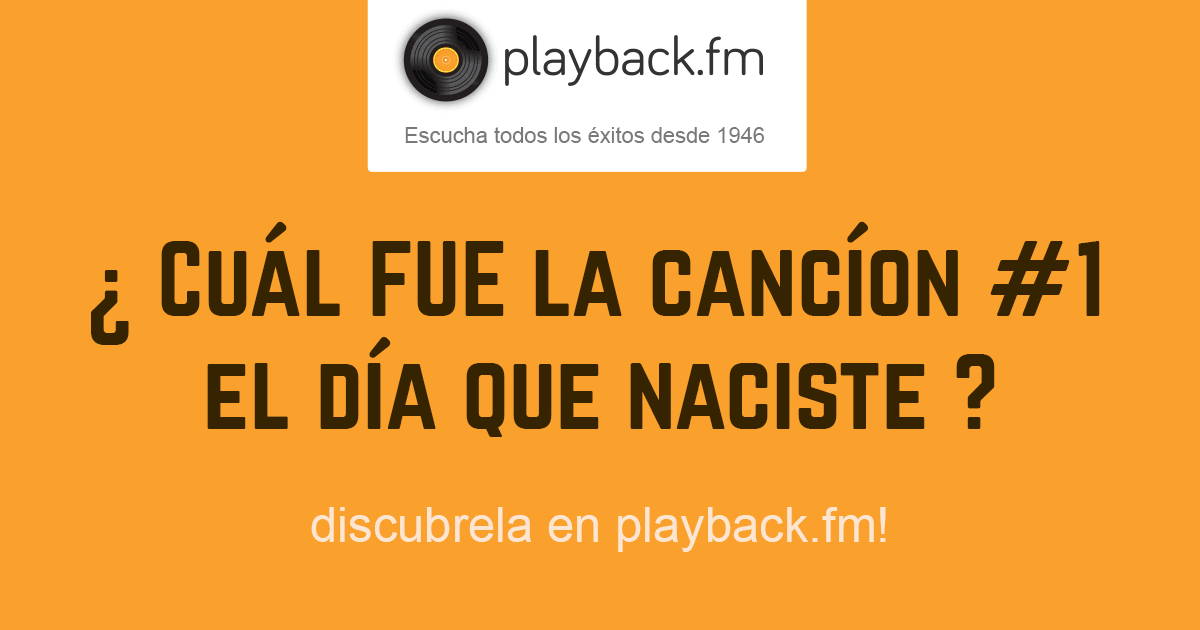 playback.fm
Escucha todos los éxitos desde 1946
¿ CUÁL FUE LA CANCÍON #1
EL DÍA QUE NACISTE ?
discubrela en playback.fm!